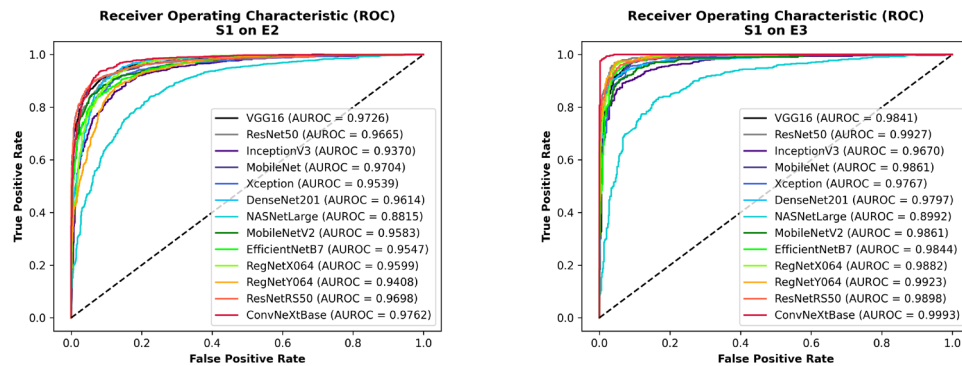 Receiver Operating Characteristic (ROC)
S1 on E2
True Positive Rate
1.0
0.8
0.6
0.4
0.2
0.0
VGG16 (AUROC = 0.9726)
ResNet50 (AUROC = 0.9665)
InceptionV3 (AUROC = 0.9370)
MobileNet (AUROC = 0.9704)
Xception (AUROC = 0.9539)
DenseNet201 (AUROC = 0.9614)
NASNetLarge (AUROC = 0.8815)
MobileNetV2 (AUROC = 0.9583)
EfficientNetB7 (AUROC = 0.9547)
RegNetX064 (AUROC = 0.9599)
RegNetY064 (AUROC = 0.9408)
ResNetRS50 (AUROC = 0.9698)
ConvNeXtBase (AUROC = 0.9762)
0.0 0.2 0.4 0.6 0.8 1.0
False Positive Rate
Receiver Operating Characteristic (ROC)
S1 on E3
True Positive Rate
1.0
0.8
0.6
0.4
0.2
0.0
VGG16 (AUROC = 0.9841)
ResNet50 (AUROC = 0.9927)
InceptionV3 (AUROC = 0.9670)
MobileNet (AUROC = 0.9861)
Xception (AUROC = 0.9767)
DenseNet201 (AUROC = 0.9797)
NASNetLarge (AUROC = 0.8992)
MobileNetV2 (AUROC = 0.9861)
EfficientNetB7 (AUROC = 0.9844)
RegNetX064 (AUROC = 0.9882)
RegNetY064 (AUROC = 0.9923)
ResNetRS50 (AUROC = 0.9898)
ConvNeXtBase (AUROC = 0.9993)
0.0 0.2 0.4 0.6 0.8 1.0
False Positive Rate